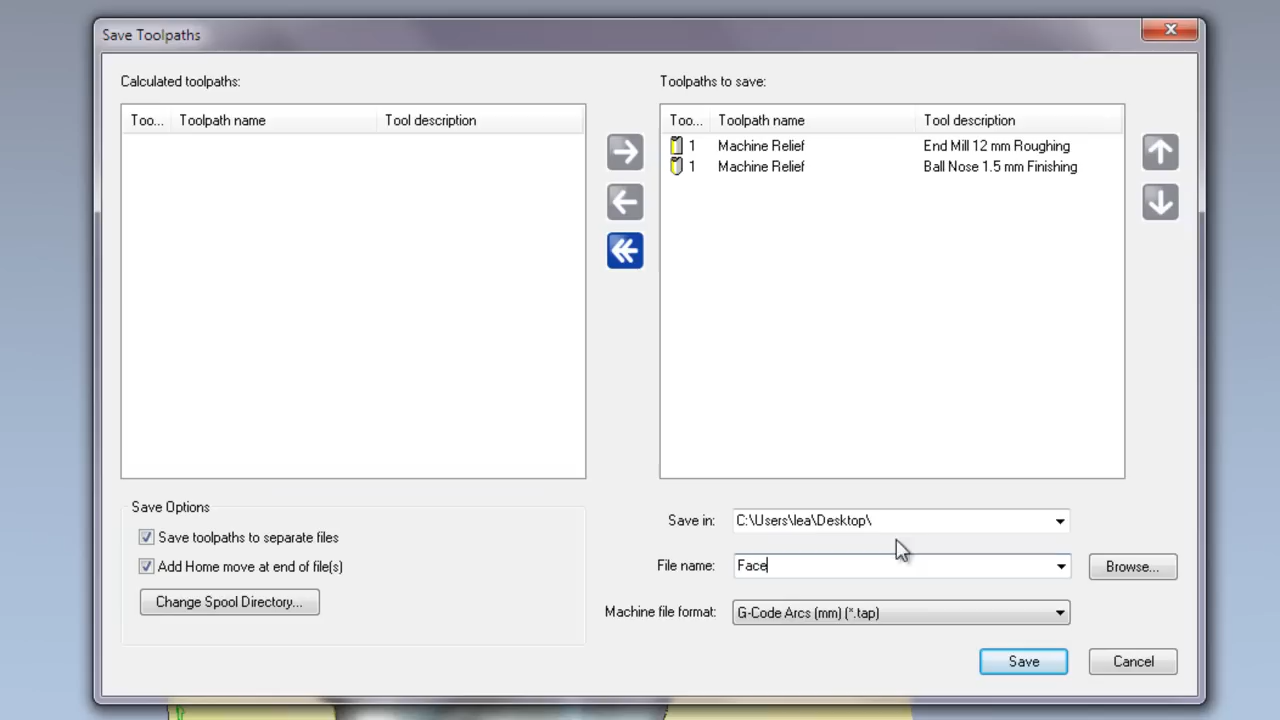 Save Toolpaths
Calculated toolpaths:
Too... Toolpath name Tool description
Toolpaths to save:
Too... Toolpath name Tool description
1 Machine Relief End Mill 12 mm Roughing
1 Machine Relief Ball Nose 1.5 mm Finishing
Save Options
Save toolpaths to separate files
Add Home move at end of file(s)
Change Spool Directory...
Save in: C:\Users\lea\Desktop\
File name: Face Browse...
Machine file format: G-Code Arcs (mm) (*.tap)
Save Cancel